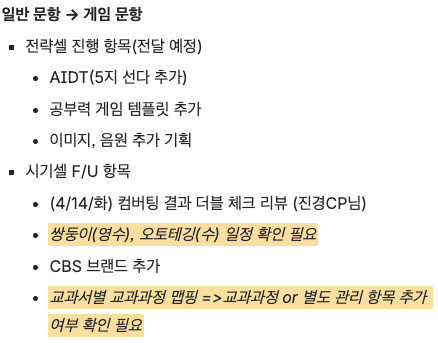 일반 문항 → 게임 문항
전략셀 진행 항목(전달 예정)
AIDT(5지 선다 추가)
공부력 게임 템플릿 추가
이미지, 음원 추가 기획
시기셀 F/U 항목
(4/14/화) 컴버팅 결과 더블 체크 리뷰 (진경CP님)
쌍둥이(영수), 오토테깅(수) 일정 확인 필요
CBS 브랜드 추가
교과서별 교과과정 맵핑 =>교과과정 or 별도 관리 항목 추가
여부 확인 필요